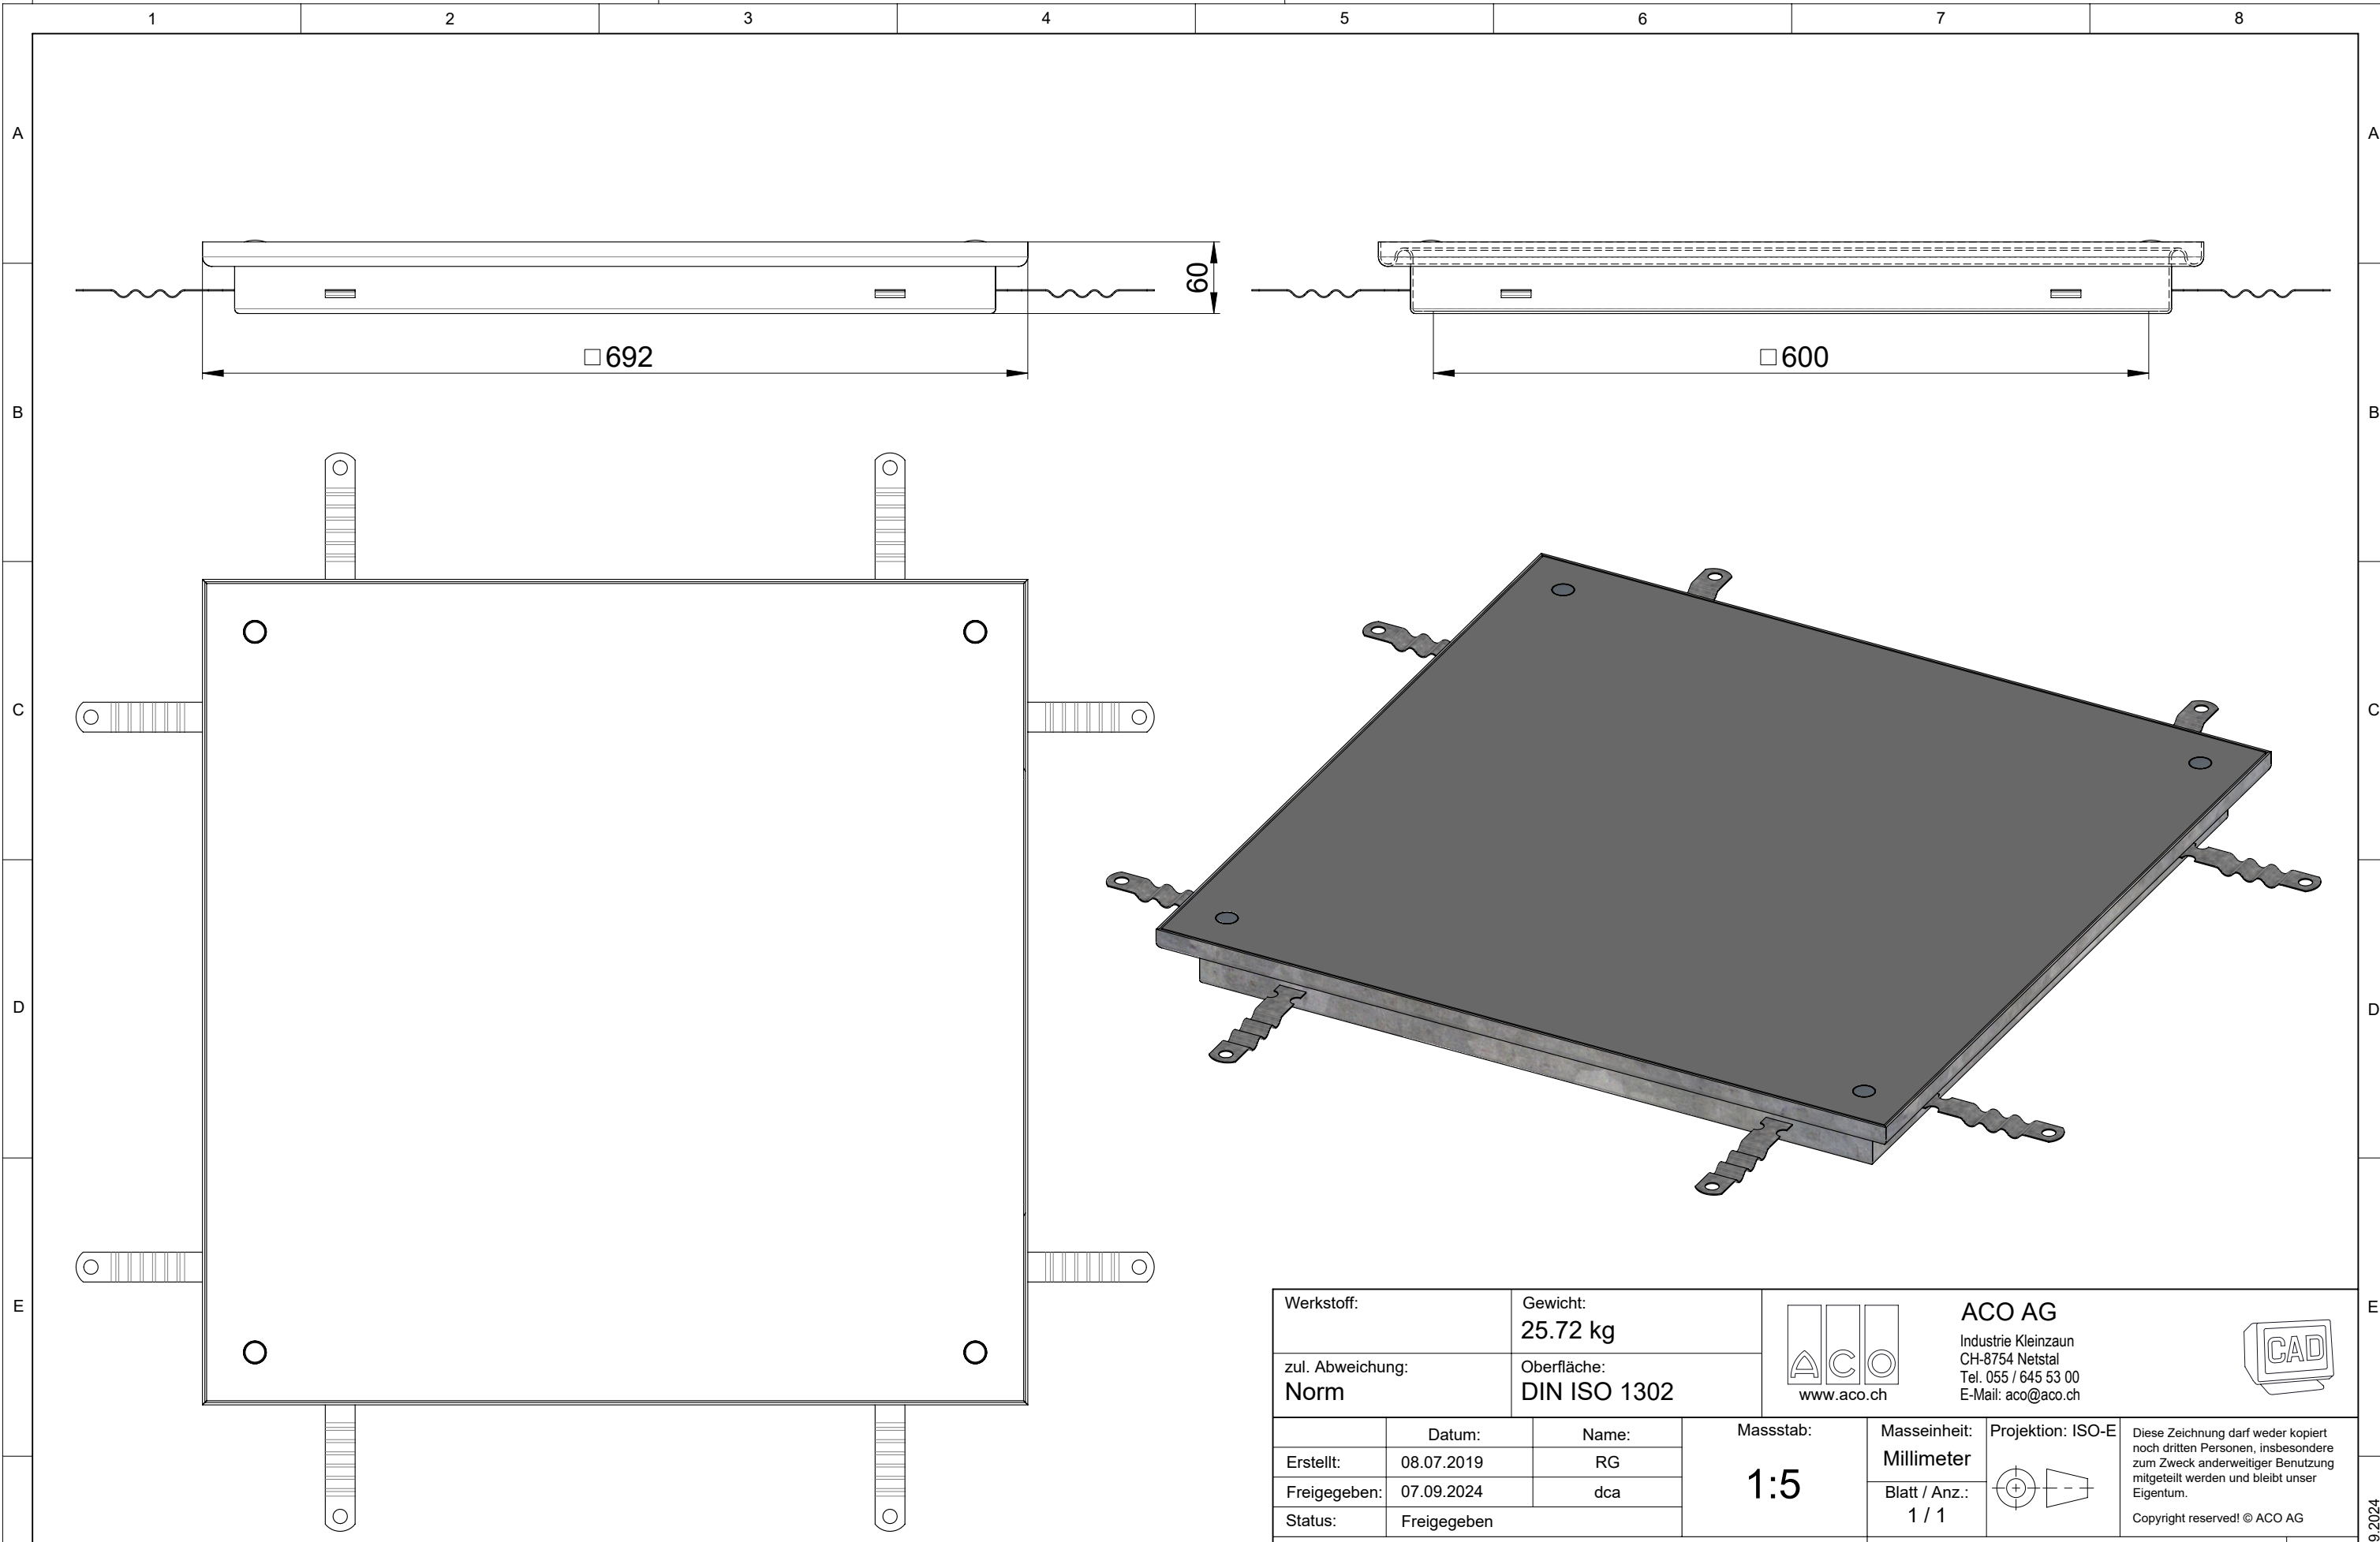 1 2 3 4 5 6 7 8
A A
60
□692 □600
B B
C C
D D
E E
Werkstoff:
Gewicht:
25.72 kg
zul. Abweichung:
Norm
Oberfläche:
DIN ISO 1302
ACO
www.aco.ch
ACO AG
Industrie Kleinzaun
CH-8754 Netstal
Tel. 055 / 645 53 00
E-Mail: aco@aco.ch
CAD
Datum: Name:
Erstellt: 08.07.2019 RG
Freigegeben: 07.09.2024 dca
Status: Freigegeben
Massstab:
1:5
Masseinheit:
Millimeter
Blatt / Anz.:
1 / 1
Projektion: ISO-E
Diese Zeichnung darf weder kopiert
noch dritten Personen, insbesondere
zum Zweck anderweitiger Benutzung
mitgeteilt werden und bleibt unser
Eigentum.
Copyright reserved! © ACO AG
9.2024